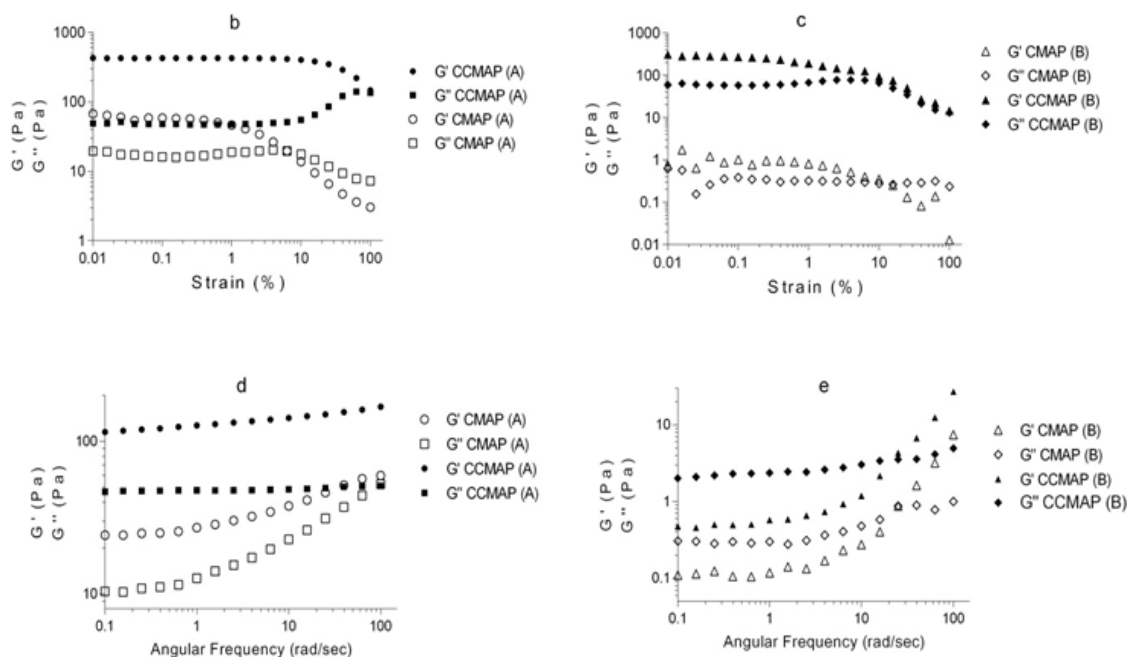 b
1000
100
10
1
G' (Pa)
G" (Pa)
0.01 0.1 1 10 100
Strain (%)
G' CCMAP (A)
G" CCMAP (A)
G' CMAP (A)
G" CMAP (A)
c
1000
100
10
1
0.1
0.01
G' (Pa)
G" (Pa)
0.01 0.1 1 10 100
Strain (%)
G' CMAP (B)
G" CMAP (B)
G' CCMAP (B)
G" CCMAP (B)
d
100
10
G' (Pa)
G" (Pa)
0.1 1 10 100
Angular Frequency (rad/sec)
G' CMAP (A)
G" CMAP (A)
G' CCMAP (A)
G" CCMAP (A)
e
10
1
0.1
G' (Pa)
G" (Pa)
0.1 1 10 100
Angular Frequency (rad/sec)
G' CMAP (B)
G" CMAP (B)
G' CCMAP (B)
G" CCMAP (B)